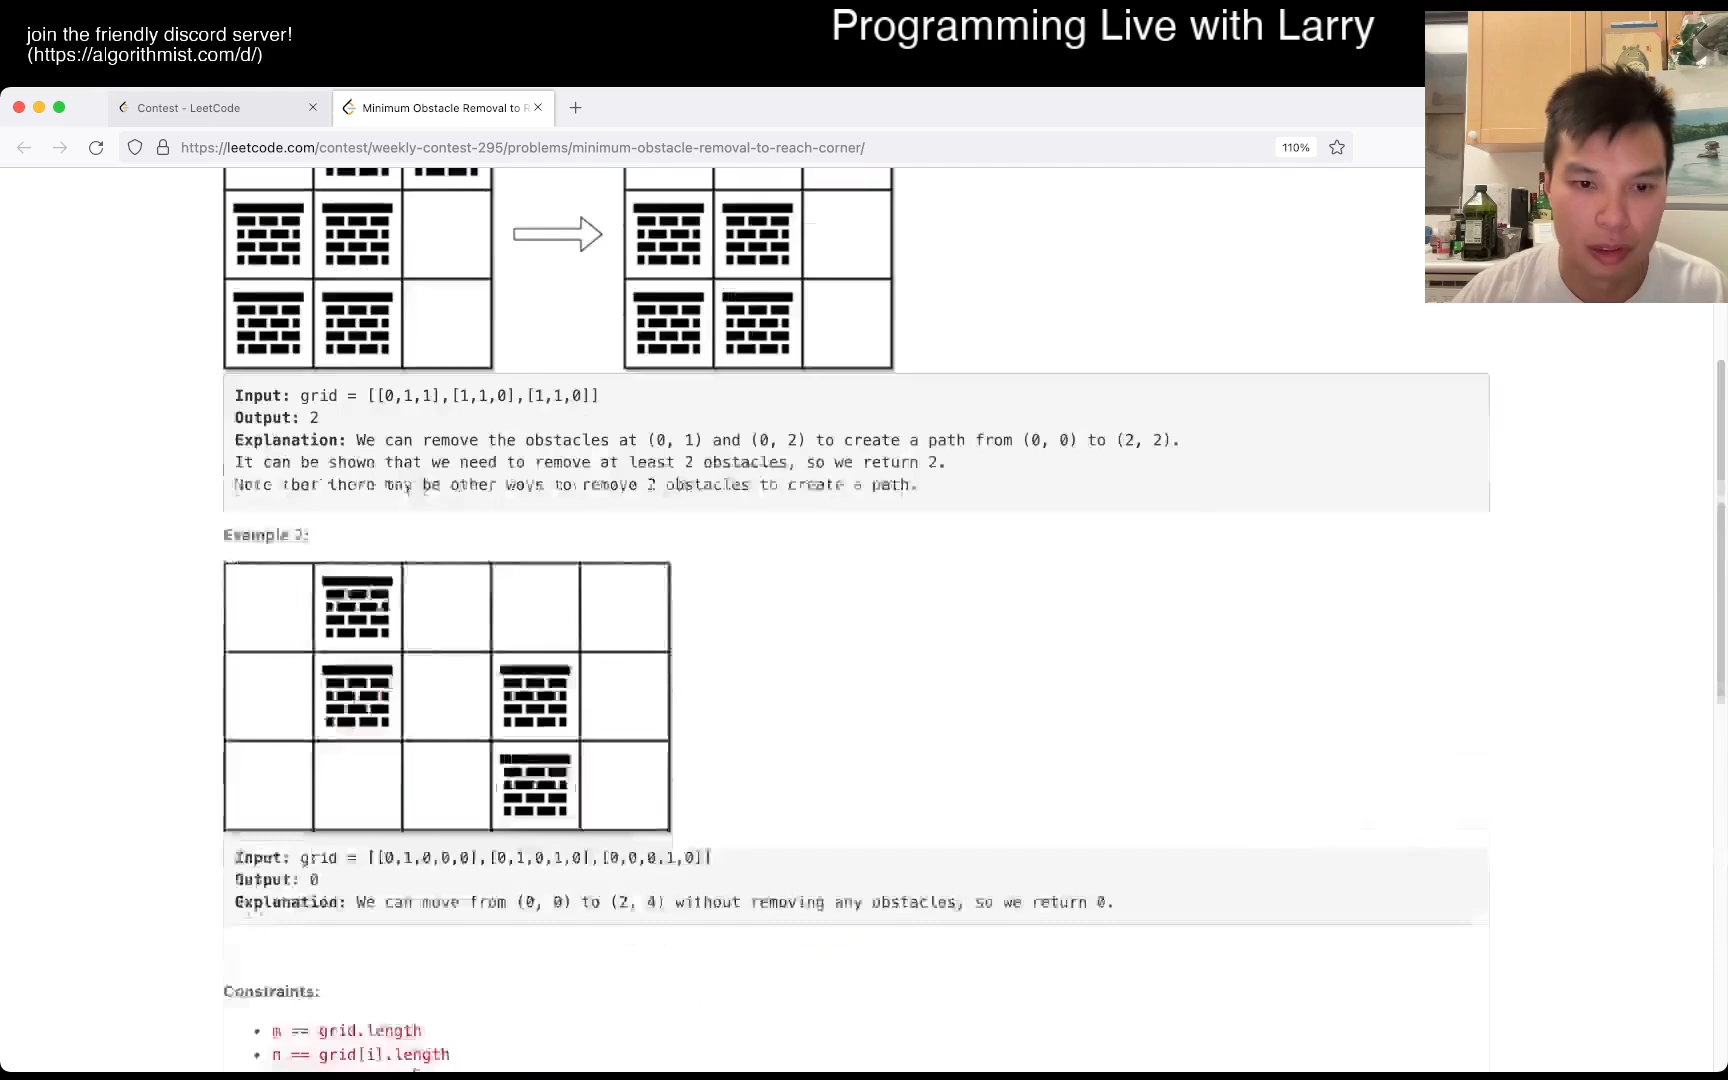 join the friendly discord server!
(https://algorithmist.com/d/)
Programming Live with Larry
Contest - LeetCode
Minimum Obstacle Removal to R
https://leetcode.com/contest/weekly-contest-295/problems/minimum-obstacle-removal-to-reach-corner/
110%
Input: grid = [[0,1,1],[1,1,0],[1,1,0]]
Output: 2
Explanation: We can remove the obstacles at (0, 1) and (0, 2) to create a path from (0, 0) to (2, 2).
It can be shown that we need to remove at least 2 obstacles, so we return 2.
be other to remove 2 obstacles to create a path.
Example 2:
Input: grid = [[0,1,0,0,0],[0,1,0,1,0],[0,0,0,1,0]]
Output: 0
Explanation: We can move from (0, 0) to (2, 4) without removing any obstacles, so we return 0.
Constraints:
• m == grid.length
• n == grid[i].length